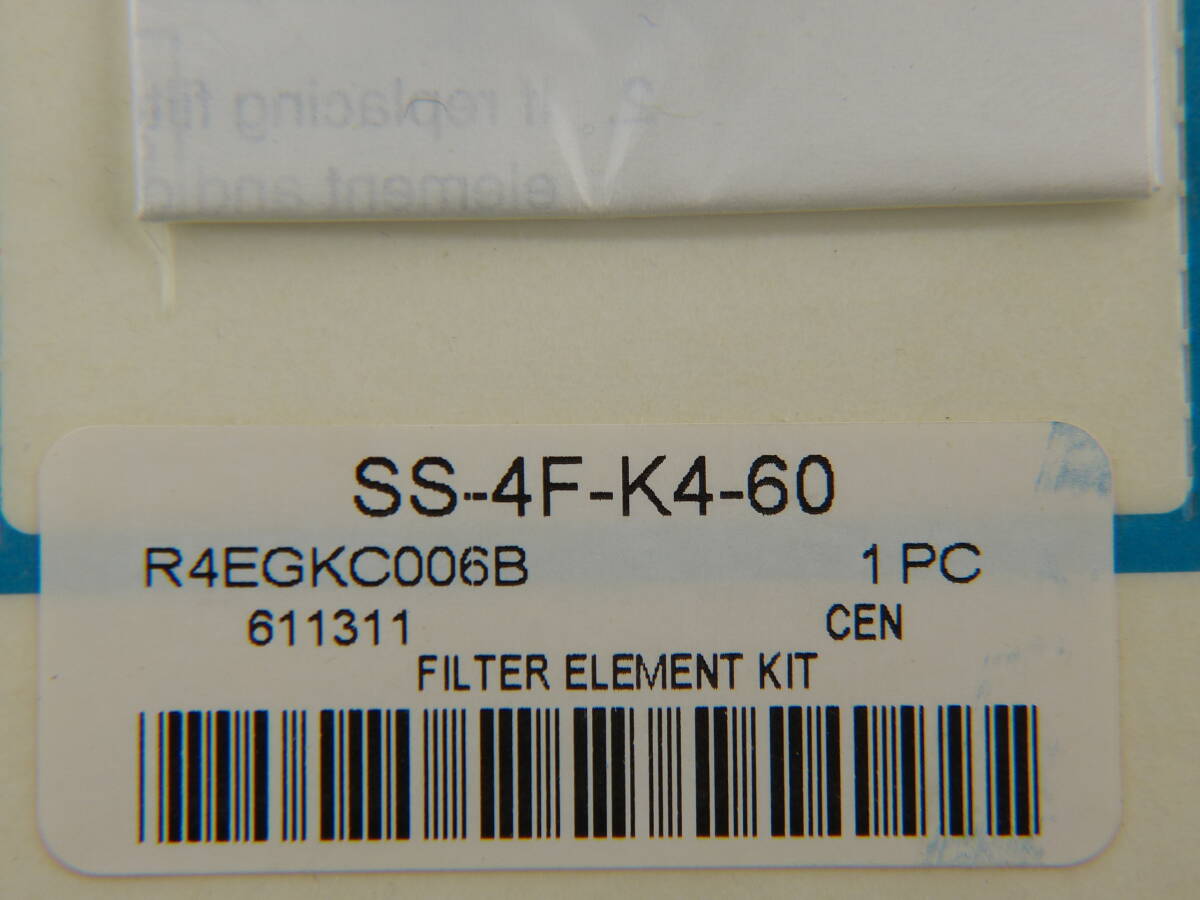 2. If replacing filt
element and c
SS-4F-K4-60
R4EGKC006B 1 PC
611311 CEN
FILTER ELEMENT KIT